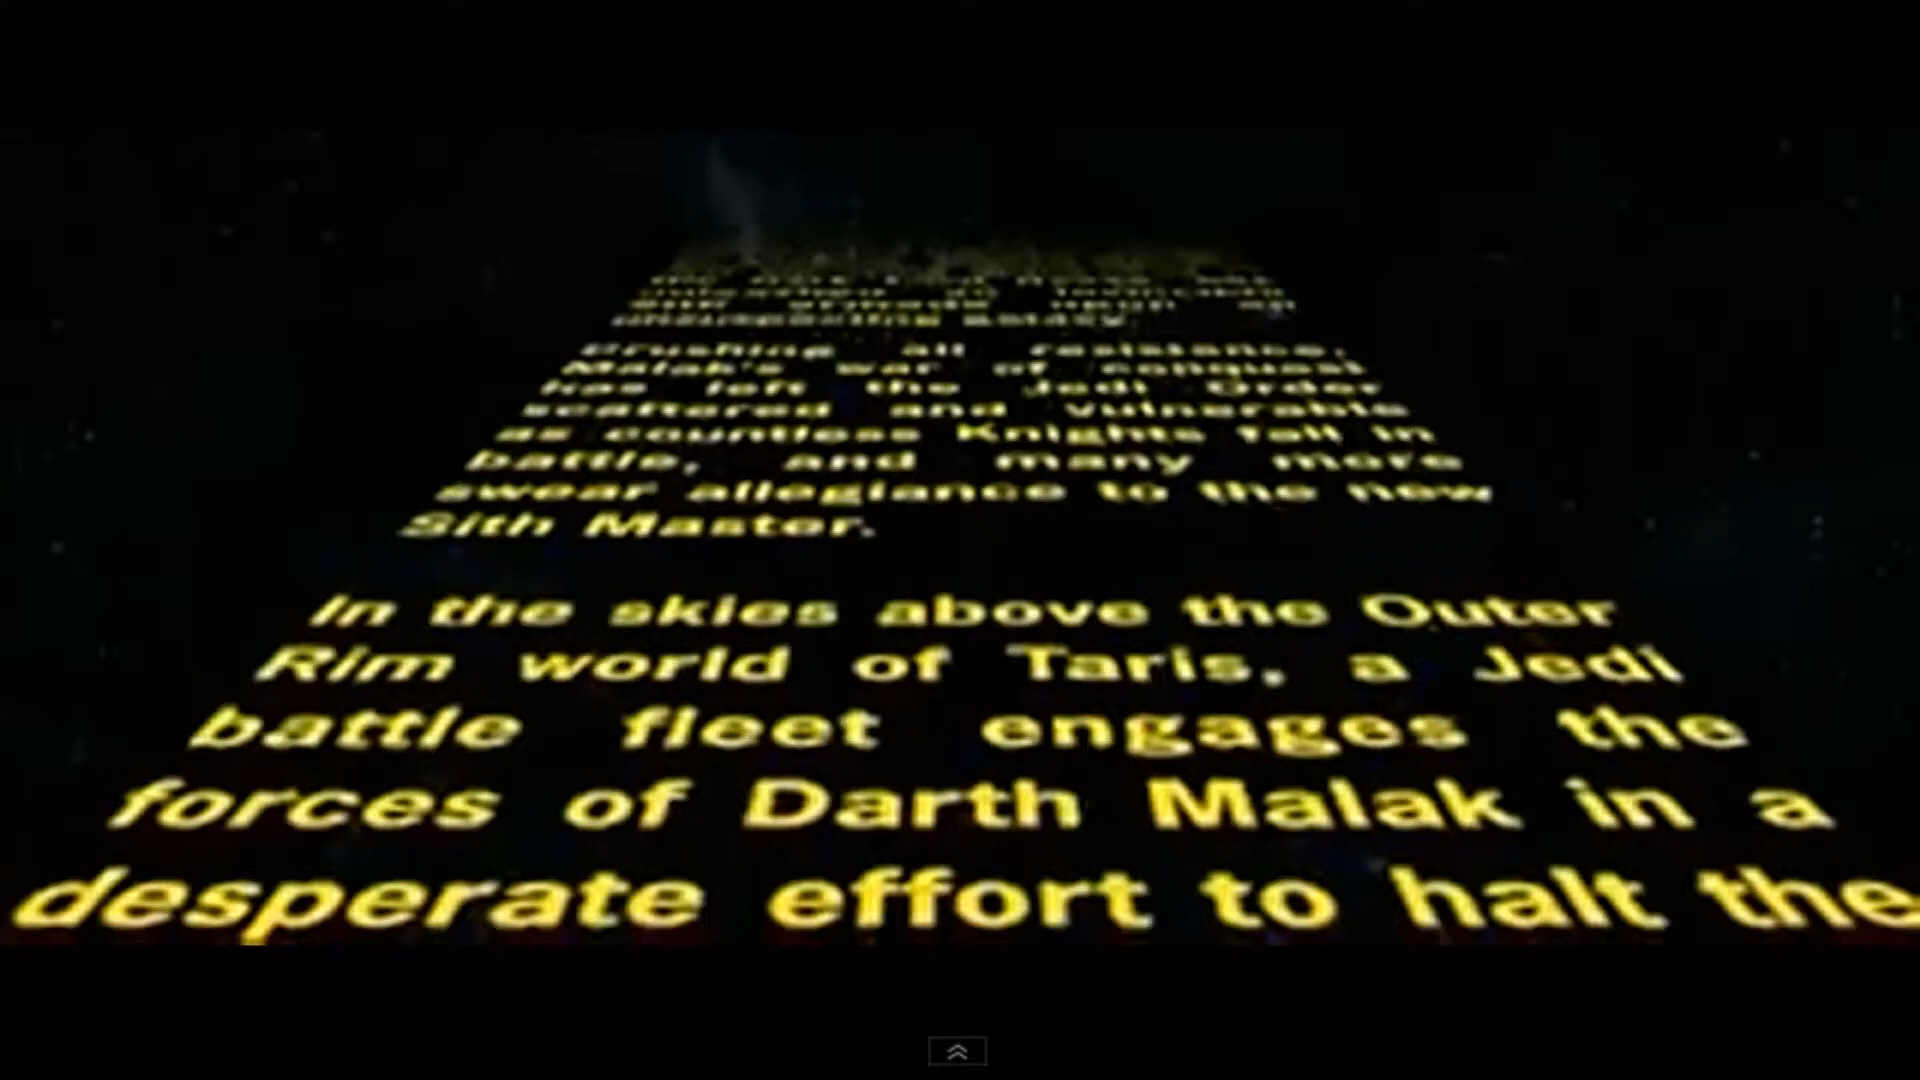 unsuspecting galaxy.
Crushing all resistance,
Malak's war of conquest
has left the Jedi Order
scattered and vulnerable
as countless Knights fall in
battle, and many more
swear allegiance to the new
Sith Master.
In the skies above the Outer
Rim world of Taris, a Jedi
battle fleet engages the
forces of Darth Malak in a
desperate effort to halt the